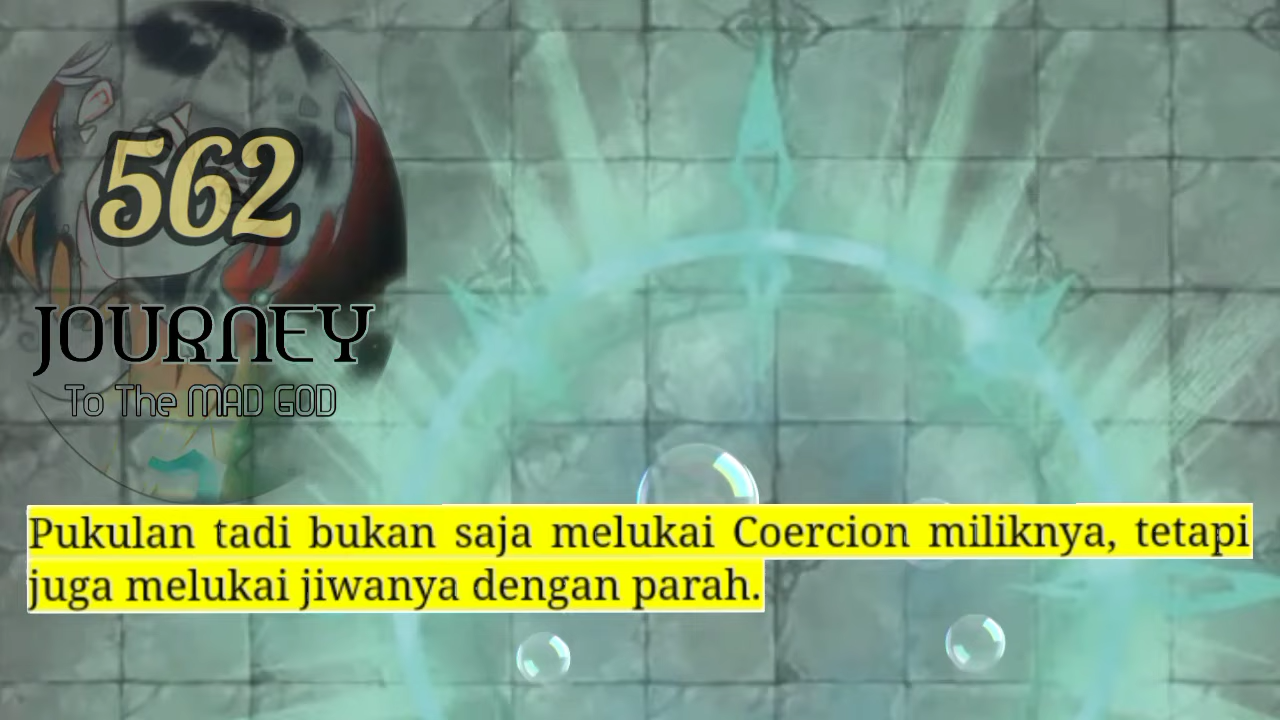 562
JOURNEY
To The MAD GOD
Pukulan tadi bukan saja melukai Coercion miliknya, tetapi
juga melukai jiwanya dengan parah.